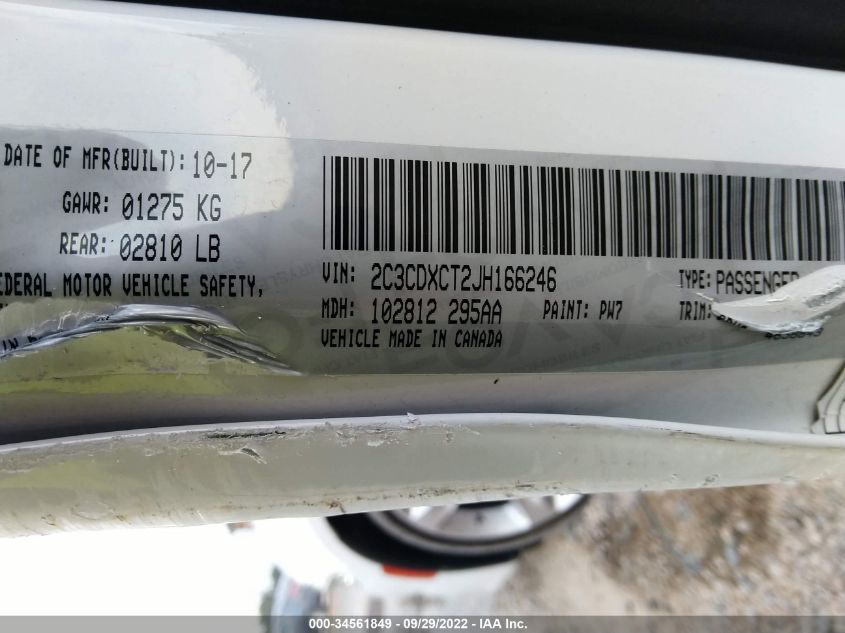 DATE OF MFR(BUILT): 10-17
GAWR: 01275 KG
REAR: 02810 LB
FEDERAL MOTOR VEHICLE SAFETY,
VIN: 2C3CDXCT2JH166246
TYPE: PASSENGER
MDH: 102812 295AA
PAINT: PW7
TRIM:
VEHICLE MADE IN CANADA
000-34561849 / 09/29/2022 / IAA Inc.